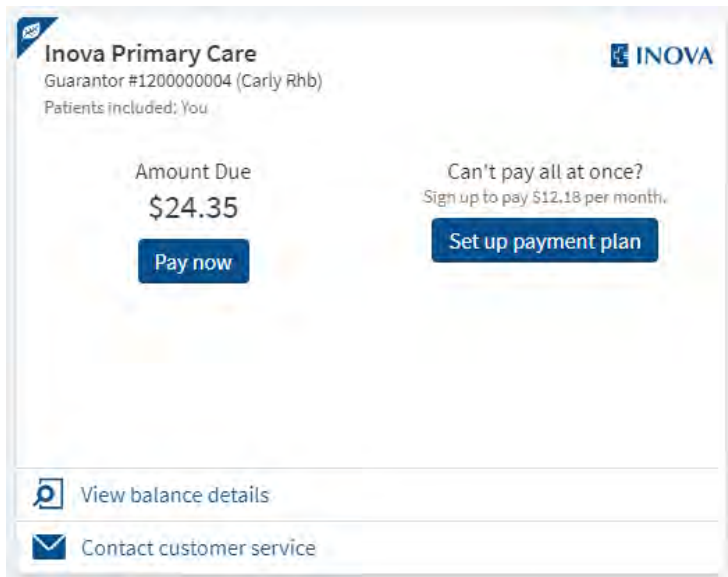 Inova Primary Care
INOVA
Guarantor #1200000004 (Carly Rhb)
Patients included: You
Amount Due
$24.35
Pay now
Can't pay all at once?
Sign up to pay $12.18 per month.
Set up payment plan
View balance details
Contact customer service